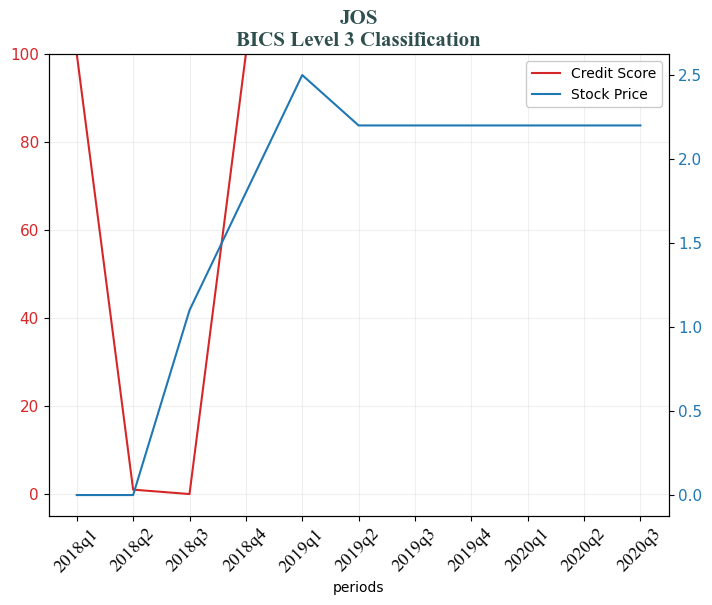 JOS
BICS Level 3 Classification
Credit Score
Stock Price
100
80
60
40
20
0
2.5
2.0
1.5
1.0
0.5
0.0
2018q1
2018q2
2018q3
2018q4
2019q1
2019q2
2019q3
2019q4
2020q1
2020q2
2020q3
periods